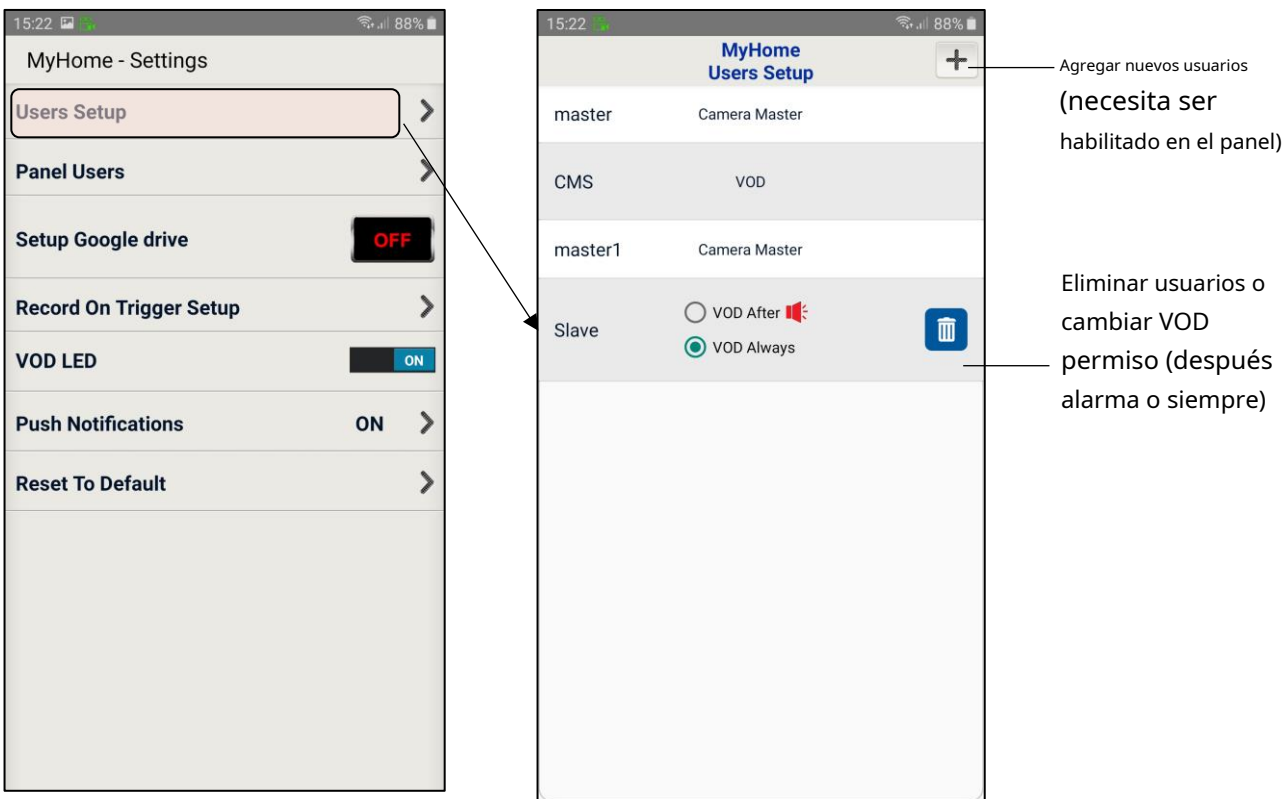 15:22 88%
MyHome - Settings
Users Setup
Panel Users
Setup Google drive OFF
Record On Trigger Setup
VOD LED ON
Push Notifications ON
Reset To Default
15:22 88%
MyHome
Users Setup
master Camera Master
CMS VOD
master1 Camera Master
Slave
VOD After
VOD Always
Agregar nuevos usuarios
(necesita ser
habilitado en el panel)
Eliminar usuarios o
cambiar VOD
permiso (después
alarma o siempre)